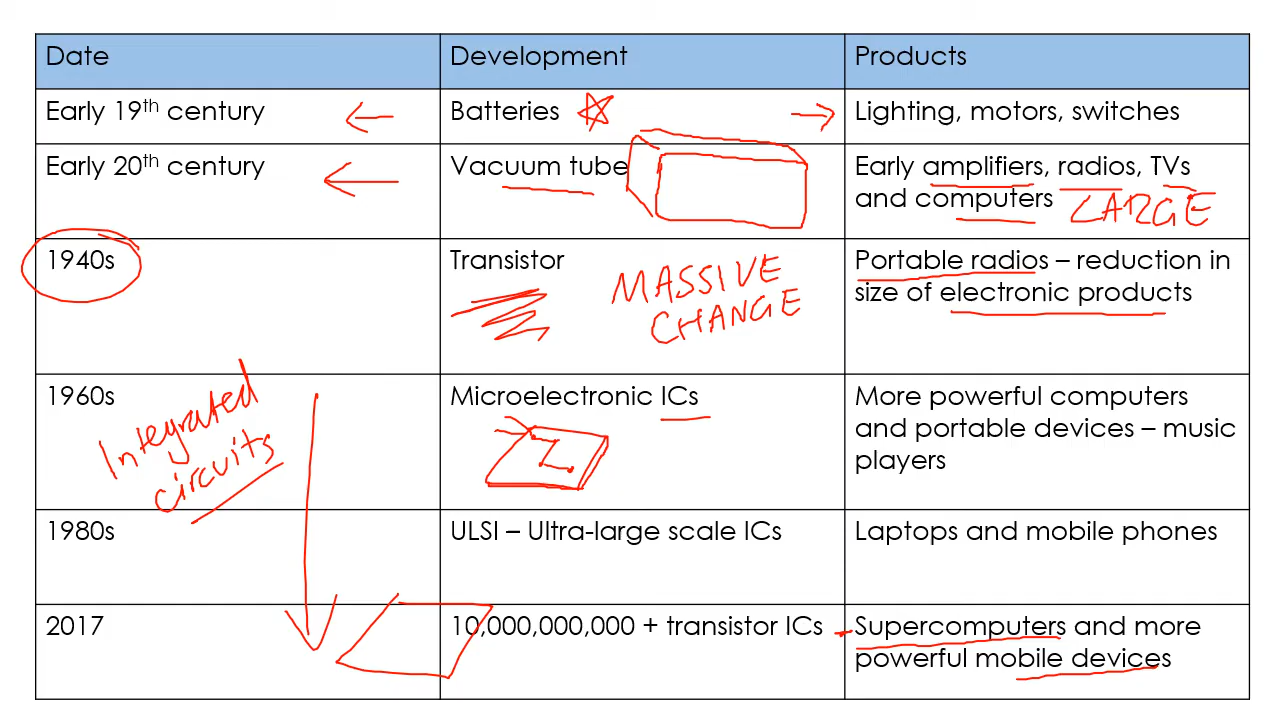 Date Development Products
Early 19th century Batteries Lighting, motors, switches
Early 20th century Vacuum tube Early amplifiers, radios, TVs
and computers LARGE
1940s Transistor Portable radios – reduction in
size of electronic products
MASSIVE
CHANGE
1960s Microelectronic ICs More powerful computers
and portable devices – music
players
Integrated
circuits
1980s ULSI – Ultra-large scale ICs Laptops and mobile phones
2017 10,000,000,000 + transistor ICs Supercomputers and more
powerful mobile devices